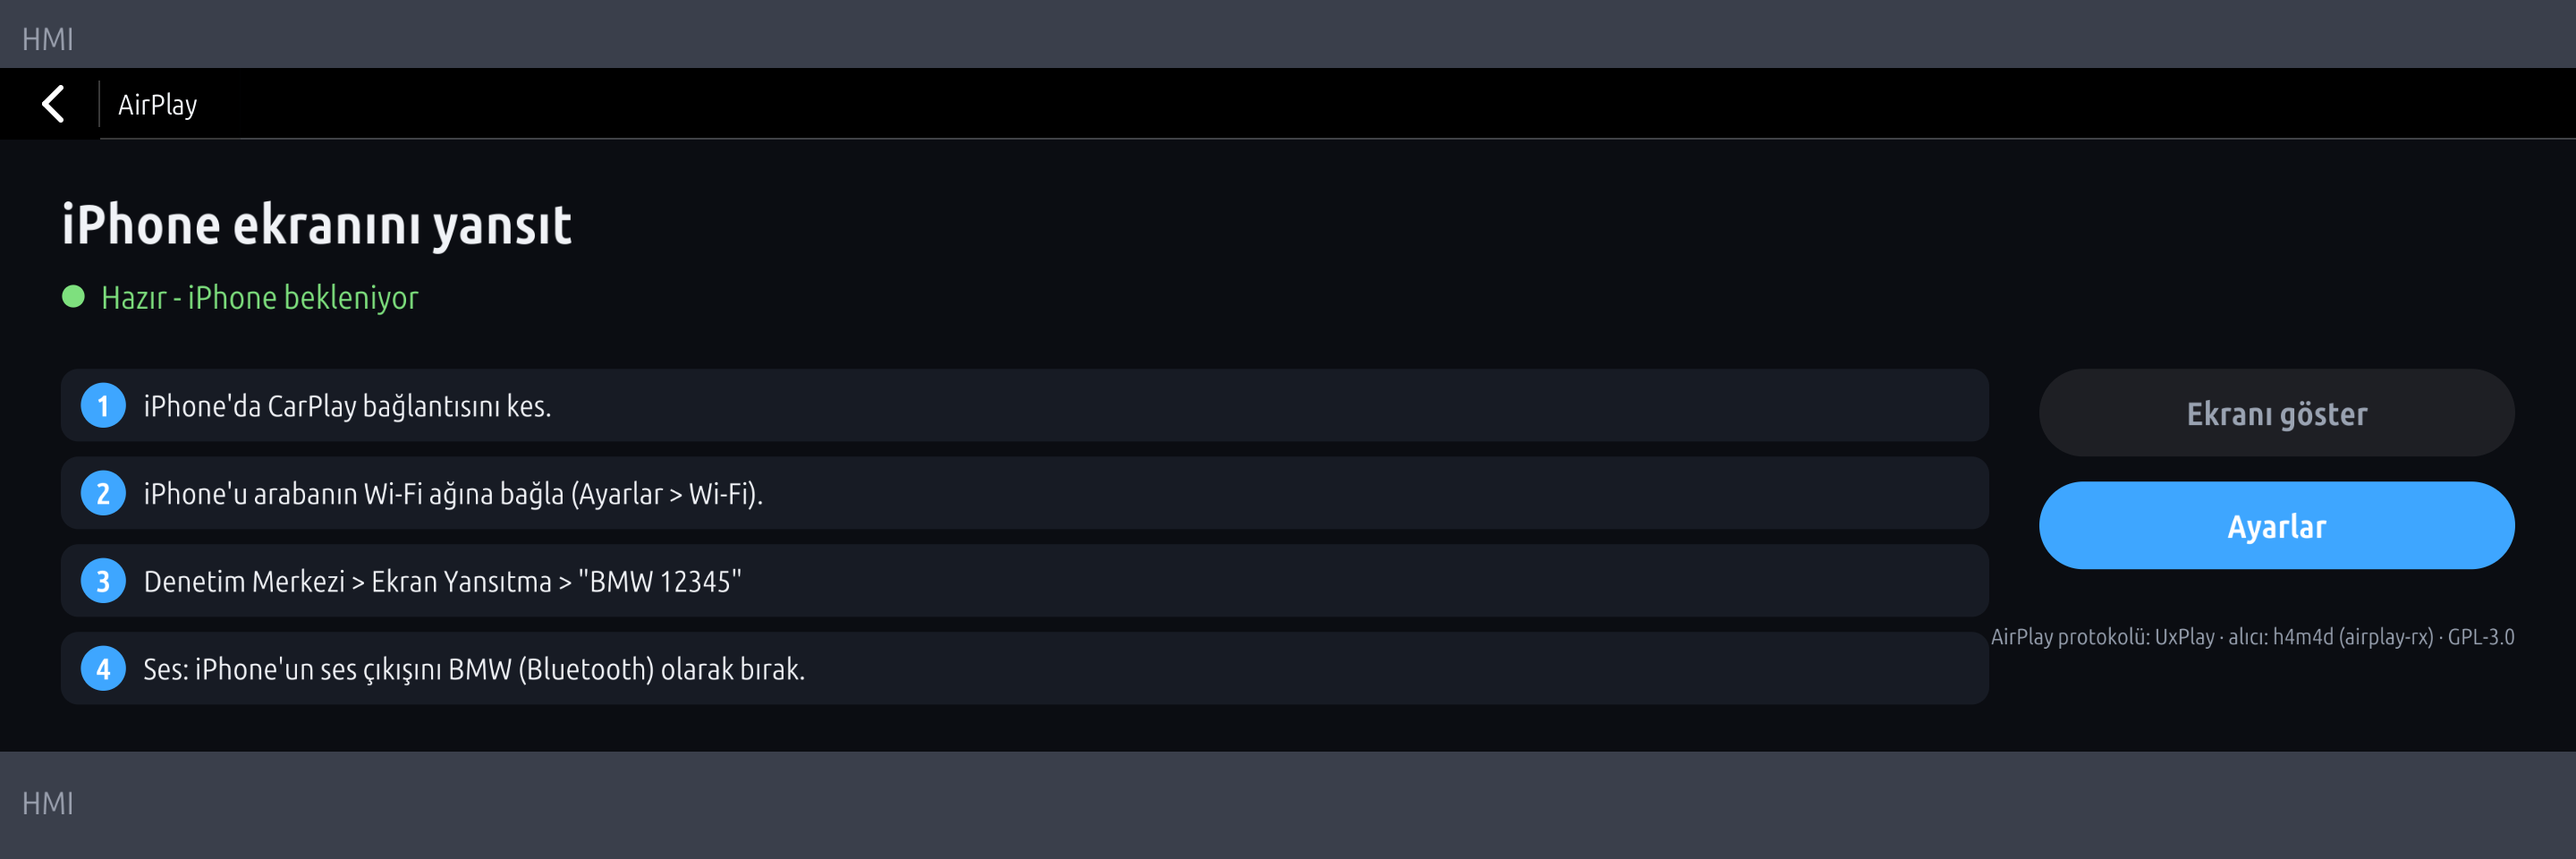 HMI
AirPlay
iPhone ekranını yansıt
Hazır - iPhone bekleniyor
1 iPhone'da CarPlay bağlantısını kes.
2 iPhone'u arabanın Wi-Fi ağına bağla (Ayarlar > Wi-Fi).
3 Denetim Merkezi > Ekran Yansıtma > "BMW 12345"
4 Ses: iPhone'un ses çıkışını BMW (Bluetooth) olarak bırak.
Ekranı göster
Ayarlar
AirPlay protokolü: UxPlay · alıcı: h4m4d (airplay-rx) · GPL-3.0
HMI